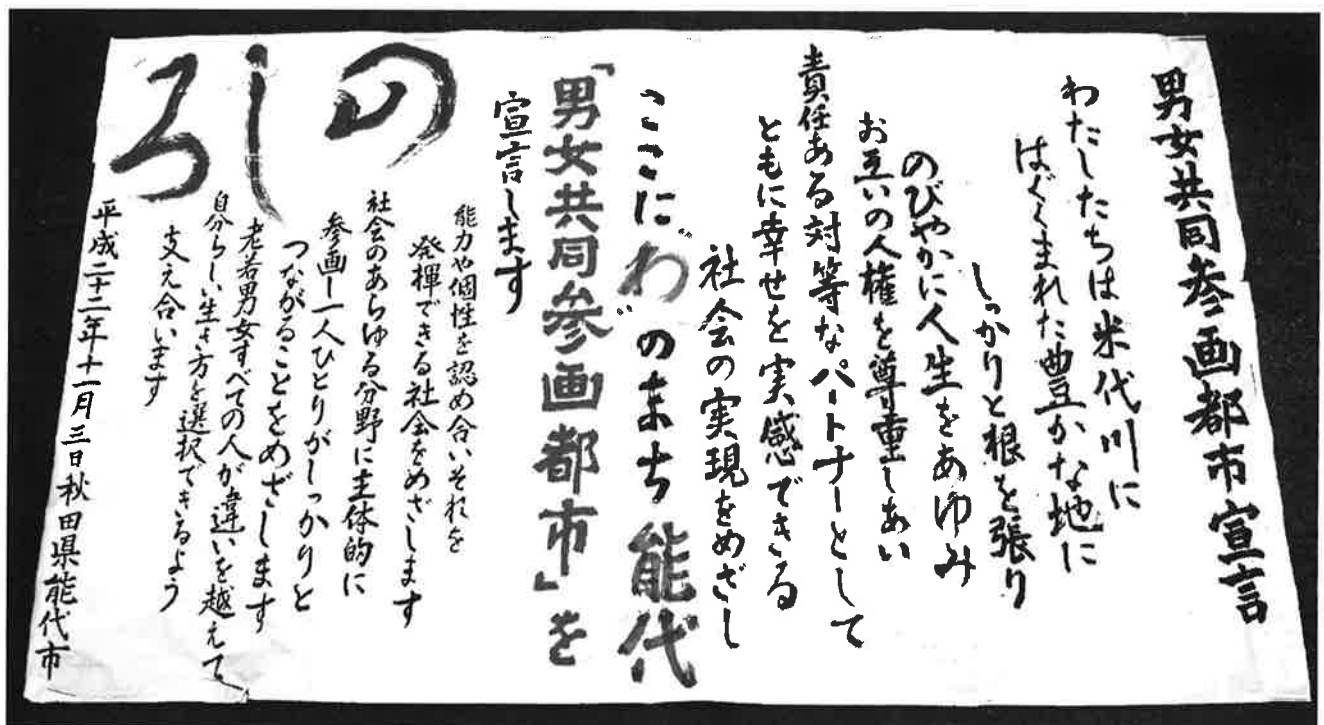 男女共同参画都市宣言
わたしたちは米代川に
はぐくまれた豊かな地に
しっかりと根を張り
のびやかに人生をあゆみ
お互いの人権を尊重しあい
責任ある対等なパートナーとして
ともに幸せを実感できる
社会の実現をめざし
ここに"わ"のまち能代
「男女共同参画都市」を
宣言します
のしろ
能力や個性を認め合いそれを
発揮できる社会をめざします
社会のあらゆる分野に主体的に
参画し一人ひとりがしっかりと
つながることをめざします
老若男女すべての人が違いを越えて、
自分らしい生き方を選択できるよう
支え合います
平成二十二年十一月三日秋田県能代市